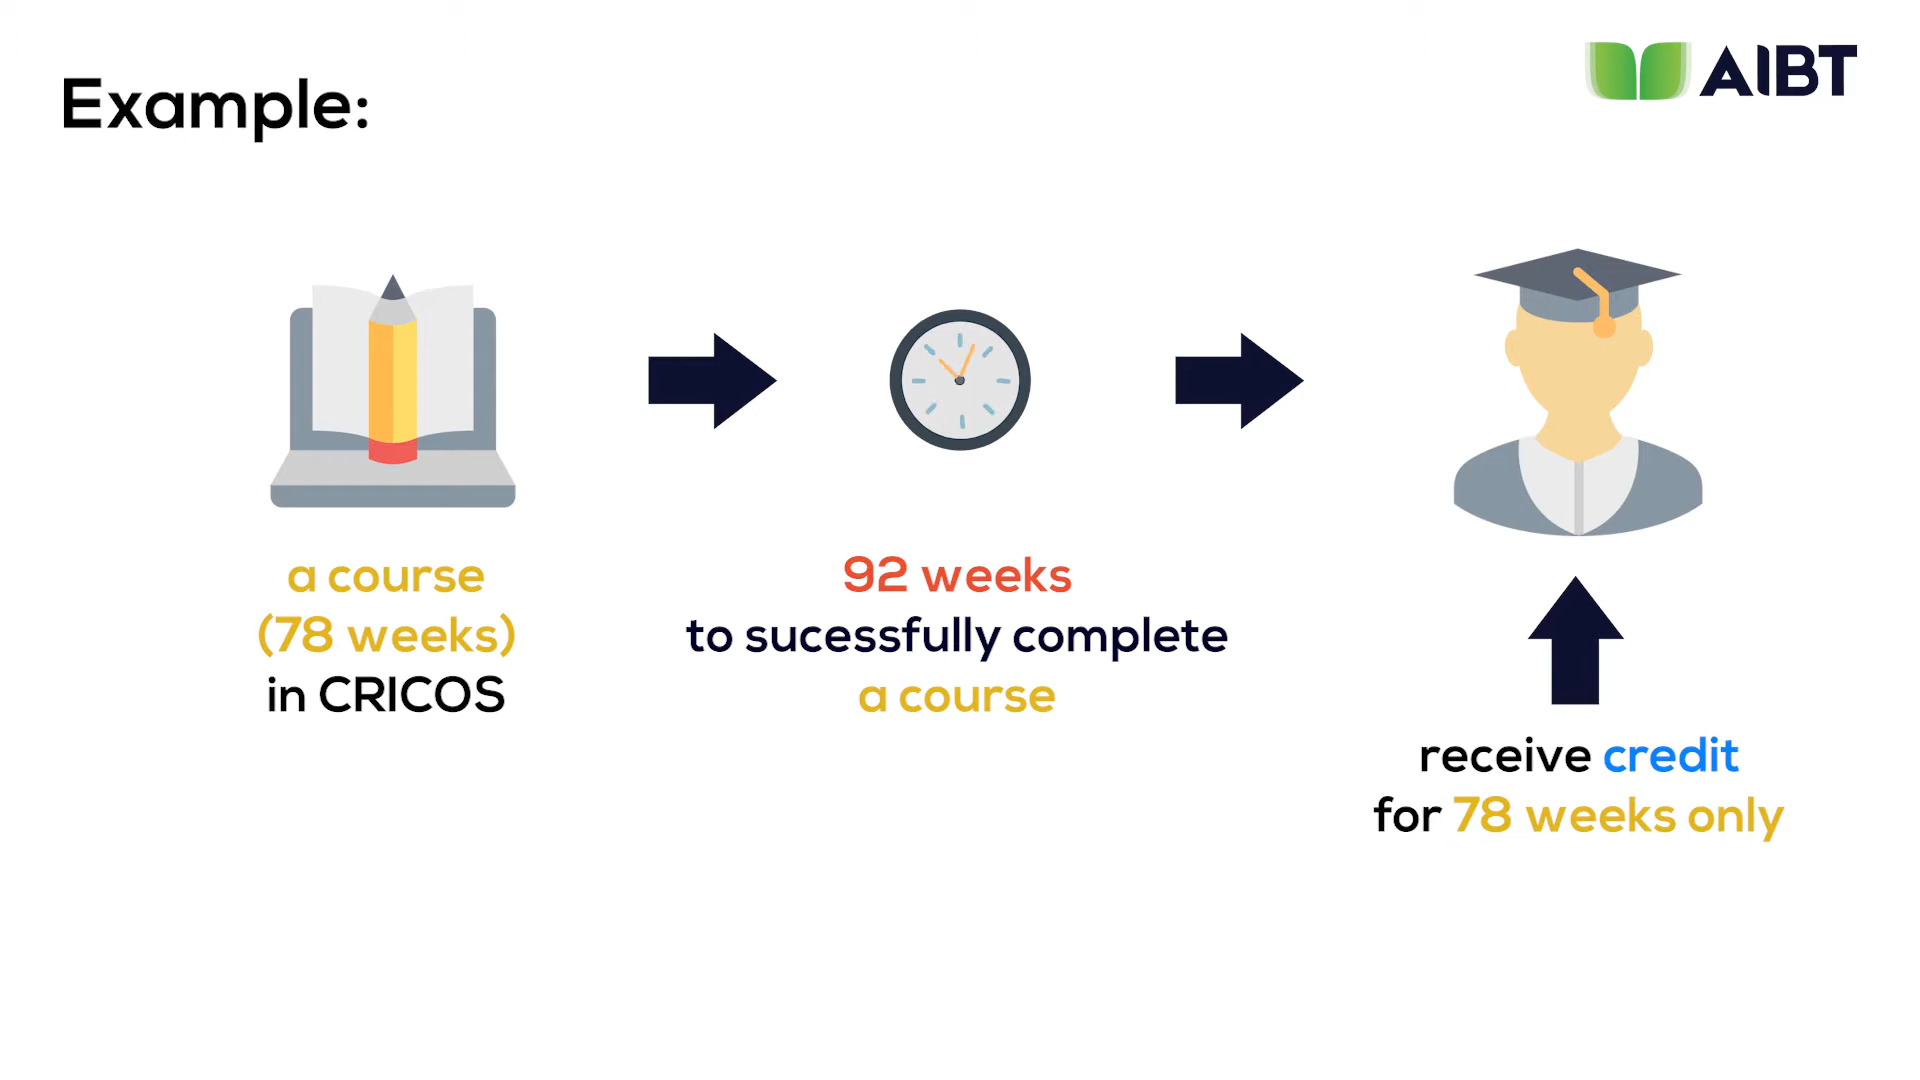 Example:
AIBT
a course
(78 weeks)
in CRICOS
92 weeks
to sucessfully complete
a course
receive credit
for 78 weeks only